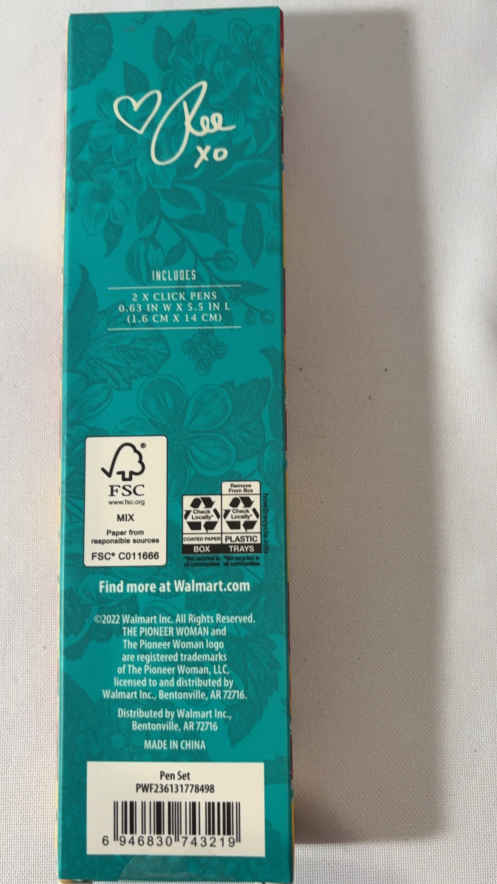 Ree
xo
INCLUDES
2 X CLICK PENS
0.63 IN W X 5.5 IN L
(1.6 CM X 14 CM)
®
FSC
www.fsc.org
MIX
Paper from
responsible sources
FSC® C011666
Remove
From Box
Check
Locally*
Check
Locally*
COATED PAPER
PLASTIC
BOX
TRAYS
Find more at Walmart.com
©2022 Walmart Inc. All Rights Reserved.
THE PIONEER WOMAN and
The Pioneer Woman logo
are registered trademarks
of The Pioneer Woman, LLC,
licensed to and distributed by
Walmart Inc., Bentonville, AR 72716.
Distributed by Walmart Inc.,
Bentonville, AR 72716
MADE IN CHINA
Pen Set
PWF236131778498
6 946830 743219